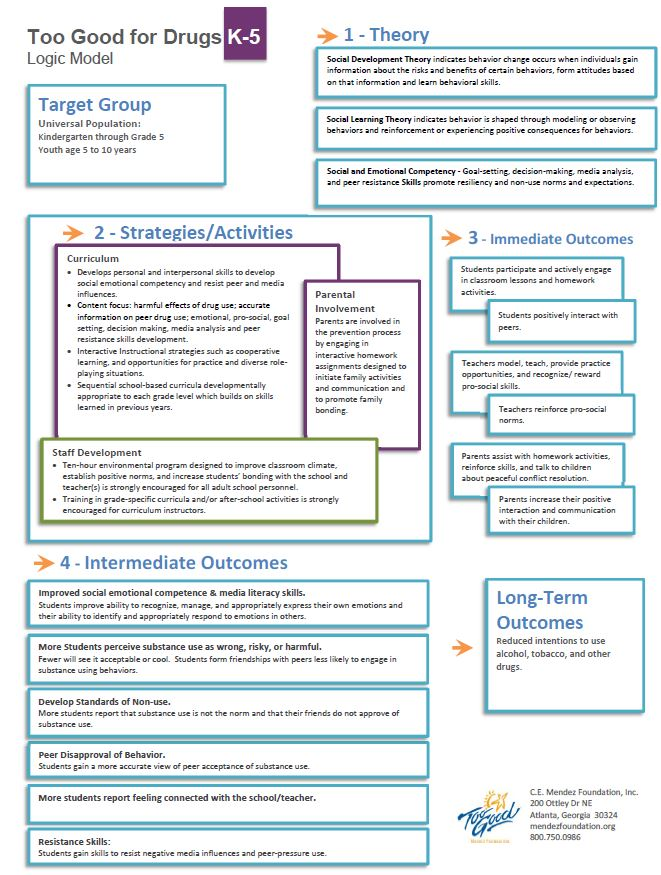 Too Good for Drugs K-5
Logic Model
Target Group
Universal Population:
Kindergarten through Grade 5
Youth age 5 to 10 years
1 - Theory
Social Development Theory indicates behavior change occurs when individuals gain
information about the risks and benefits of certain behaviors, form attitudes based
on that information and learn behavioral skills.
Social Learning Theory indicates behavior is shaped through modeling or observing
behaviors and reinforcement or experiencing positive consequences for behaviors.
Social and Emotional Competency - Goal-setting, decision-making, media analysis,
and peer resistance Skills promote resiliency and non-use norms and expectations.
2 - Strategies/Activities
Curriculum
• Develops personal and interpersonal skills to develop
social emotional competency and resist peer and media
influences.
• Content focus: harmful effects of drug use; accurate
information on peer drug use; emotional, pro-social, goal
setting, decision making, media analysis and peer
resistance skills development.
• Interactive Instructional strategies such as cooperative
learning, and opportunities for practice and diverse role-
playing situations.
• Sequential school-based curricula developmentally
appropriate to each grade level which builds on skills
learned in previous years.
Parental
Involvement
Parents are involved in
the prevention process
by engaging in
interactive homework
assignments designed to
initiate family activities
and communication and
to promote family
bonding.
Staff Development
• Ten-hour environmental program designed to improve classroom climate,
establish positive norms, and increase students' bonding with the school and
teacher(s) is strongly encouraged for all adult school personnel.
• Training in grade-specific curricula and/or after-school activities is strongly
encouraged for curriculum instructors.
3 - Immediate Outcomes
Students participate and actively engage
in classroom lessons and homework
activities.
Students positively interact with
peers.
Teachers model, teach, provide practice
opportunities, and recognize/ reward
pro-social skills.
Teachers reinforce pro-social
norms.
Parents assist with homework activities,
reinforce skills, and talk to children
about peaceful conflict resolution.
Parents increase their positive
interaction and communication
with their children.
4 - Intermediate Outcomes
Improved social emotional competence & media literacy skills.
Students improve ability to recognize, manage, and appropriately express their own emotions and
their ability to identify and appropriately respond to emotions in others.
More Students perceive substance use as wrong, risky, or harmful.
Fewer will see it acceptable or cool. Students form friendships with peers less likely to engage in
substance using behaviors.
Develop Standards of Non-use.
More students report that substance use is not the norm and that their friends do not approve of
substance use.
Peer Disapproval of Behavior.
Students gain a more accurate view of peer acceptance of substance use.
More students report feeling connected with the school/teacher.
Resistance Skills:
Students gain skills to resist negative media influences and peer-pressure use.
Long-Term
Outcomes
Reduced intentions to use
alcohol, tobacco, and other
drugs.
Too Good
Mendez Foundation
C.E. Mendez Foundation, Inc.
200 Ottley Dr NE
Atlanta, Georgia 30324
mendezfoundation.org
800.750.0986